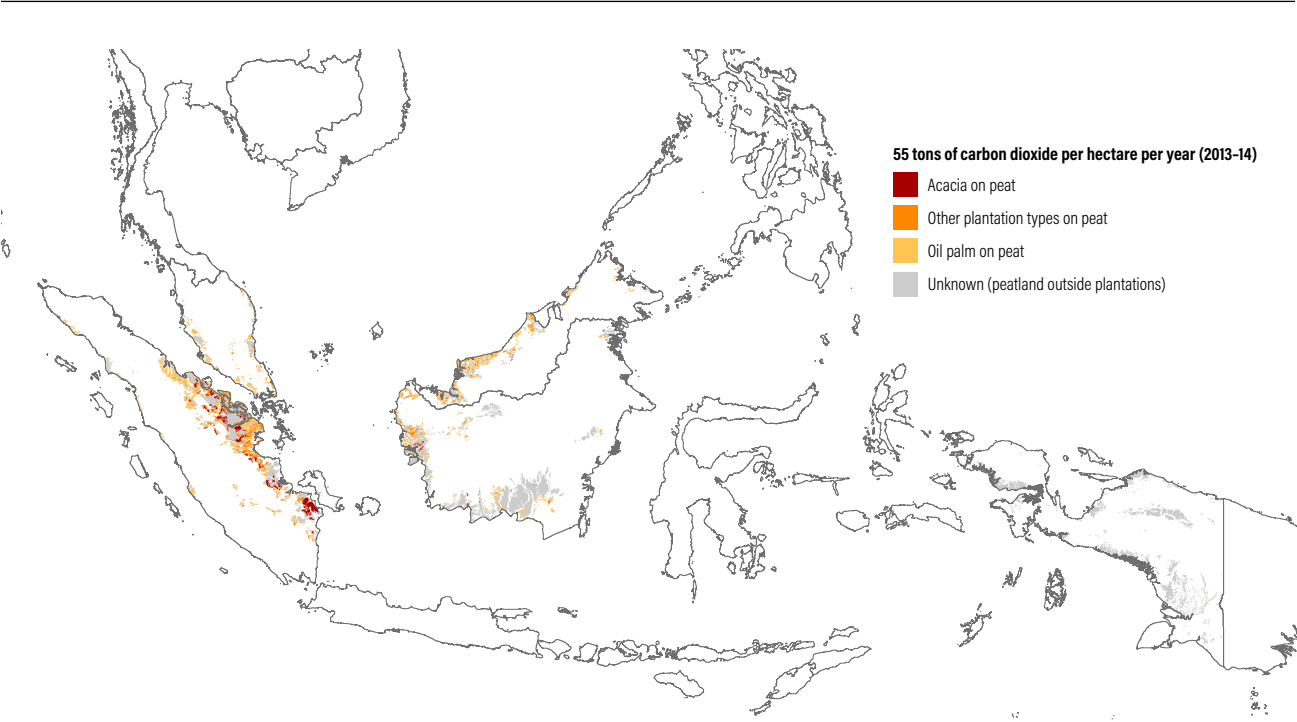 55 tons of carbon dioxide per hectare per year (2013–14)
Acacia on peat
Other plantation types on peat
Oil palm on peat
Unknown (peatland outside plantations)